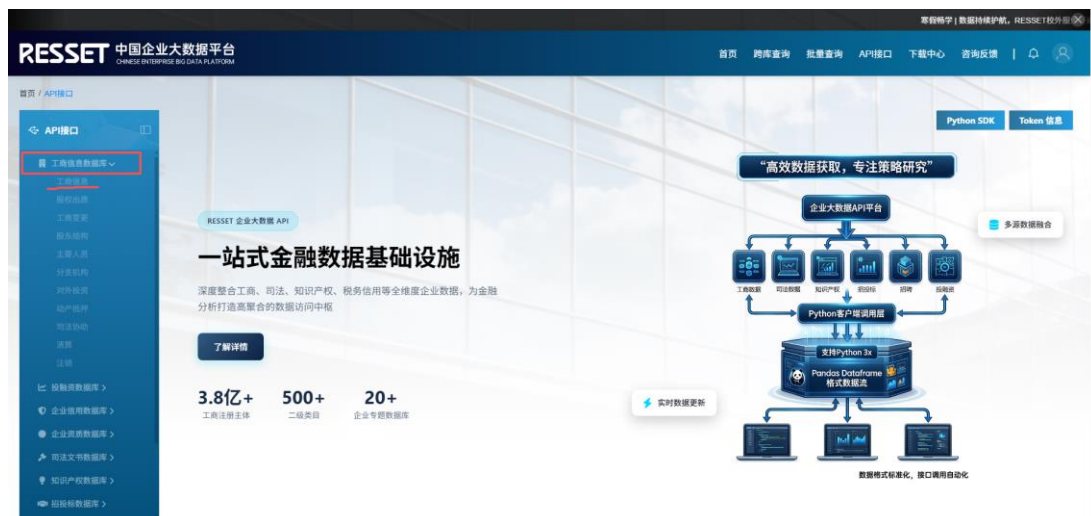 寒假畅学 | 数据持续护航，RESSET校外服
RESSET 中国企业大数据平台
CHINESE ENTERPRISE BIG DATA PLATFORM
首页 跨库查询 批量查询 API接口 下载中心 咨询反馈
首页 / API接口
API接口
Python SDK
Token 信息
工商信息数据库
工商信息
股权出质
工商变更
股东结构
主要人员
分支机构
对外投资
动产抵押
司法协助
清算
注销
投融资数据库
企业信用数据库
企业资质数据库
司法文书数据库
知识产权数据库
招投标数据库
RESSET 企业大数据 API
一站式金融数据基础设施
深度整合工商、司法、知识产权、税务信用等全维度企业数据，为金融
分析打造高聚合的数据访问中枢
了解详情
3.8亿+ 500+ 20+
工商注册主体 二级类目 企业专题数据库
“高效数据获取，专注策略研究”
企业大数据API平台
多源数据融合
工商数据 司法数据 知识产权 招投标 招聘 投融资
Python客户端调用层
支持Python 3x
Pandas Dataframe
格式数据流
实时数据更新
数据格式标准化，接口调用自动化